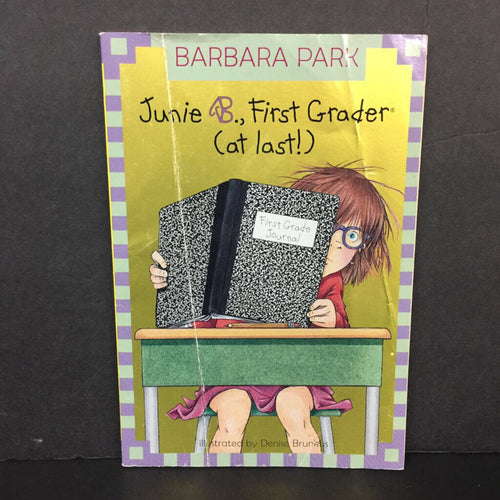 BARBARA PARK
Junie B., First Grader®
(at last!)
First Grade
Journal
illustrated by Denise Brunkus